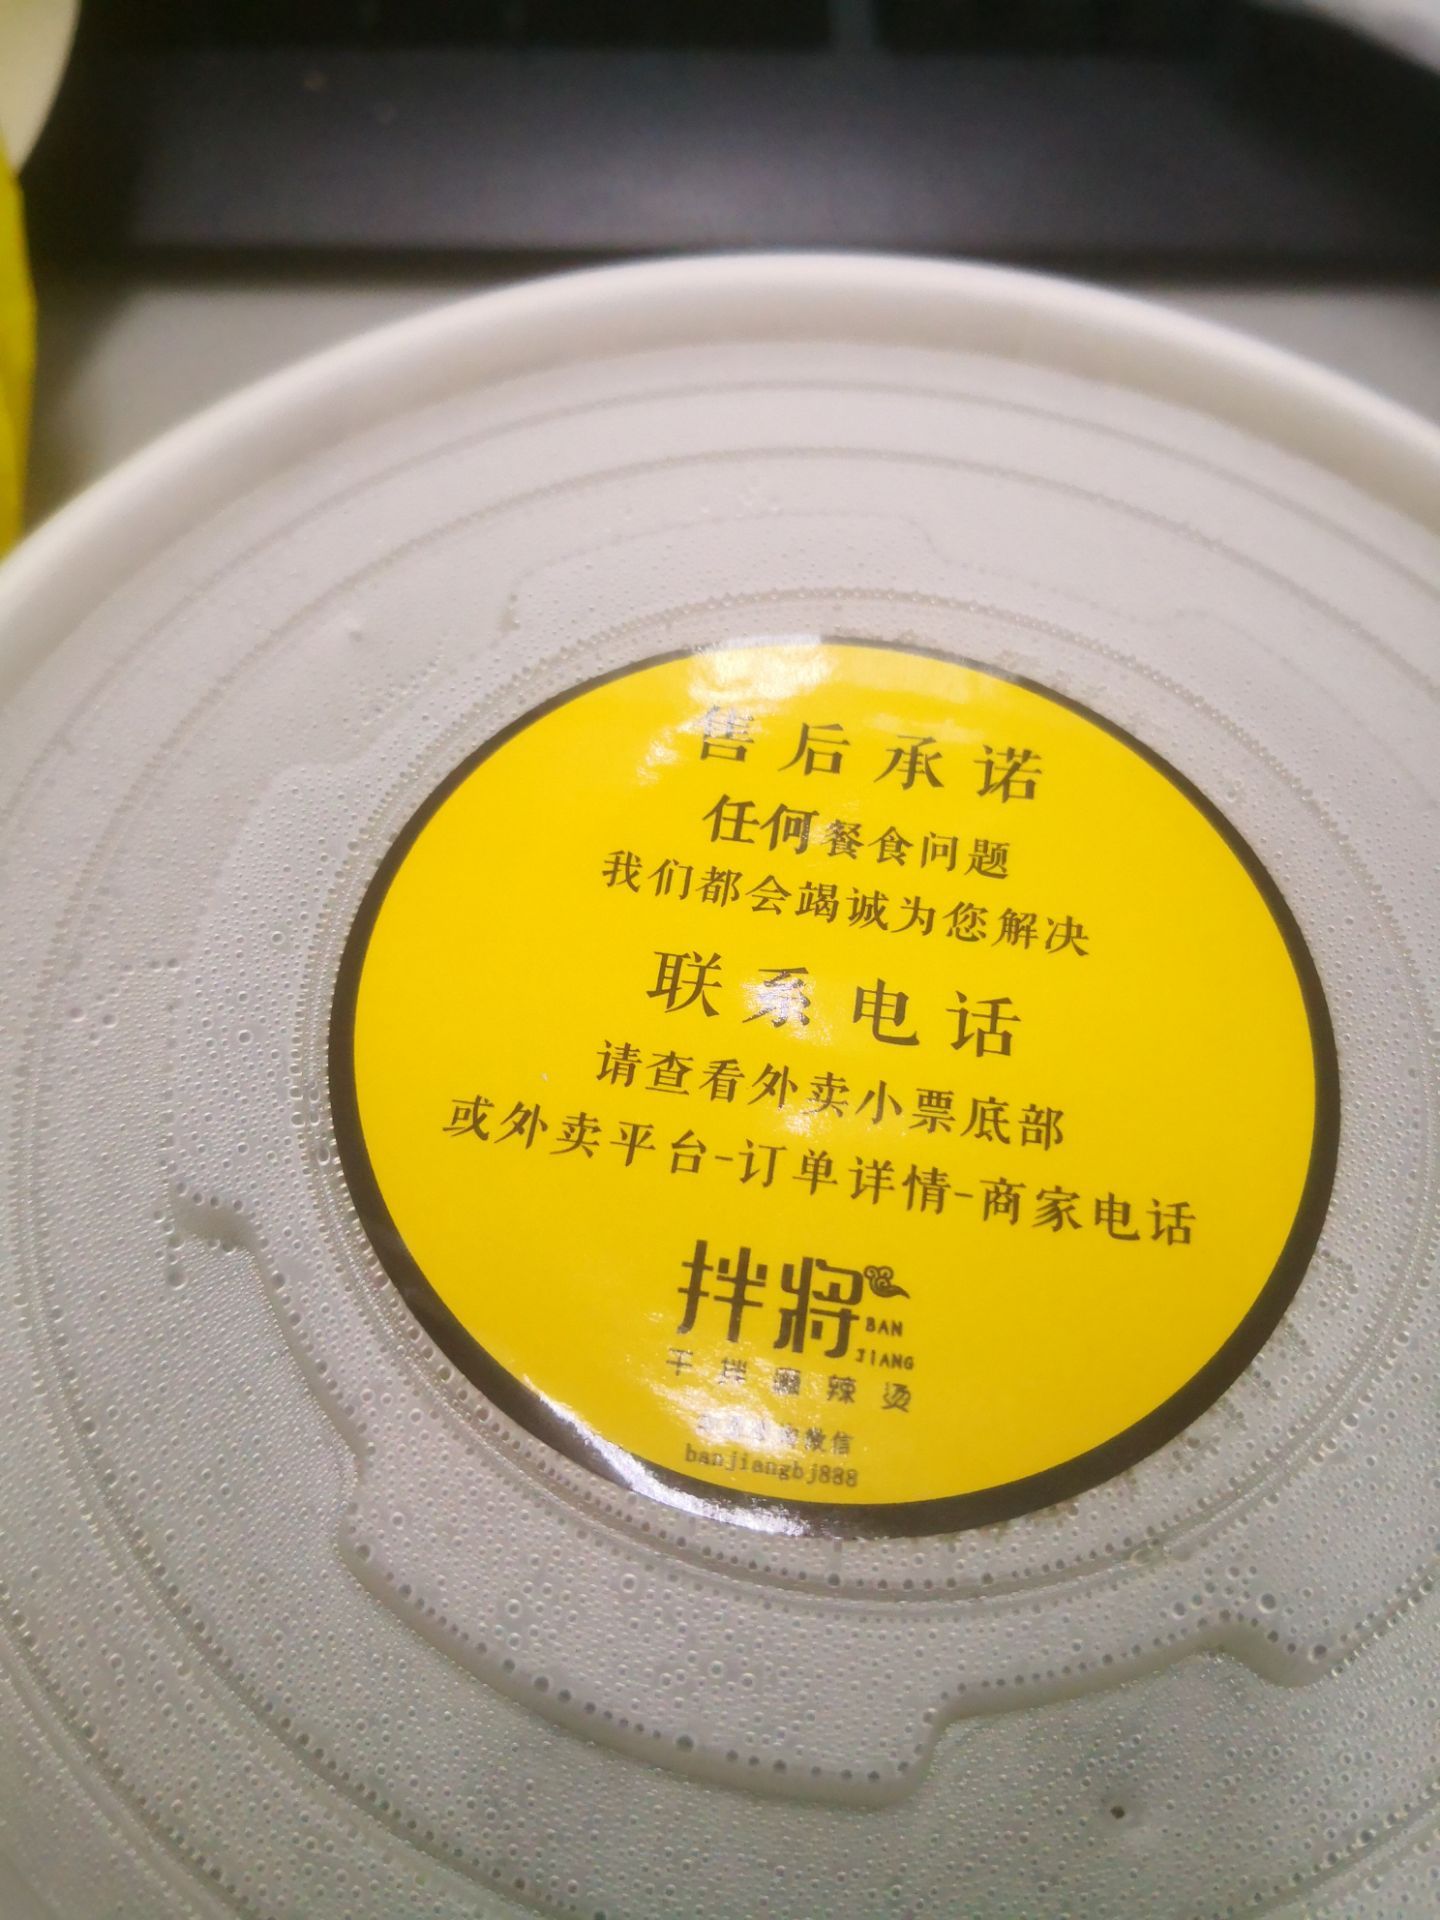 售后承诺
任何餐食问题
我们都会竭诚为您解决
联系电话
请查看外卖小票底部
或外卖平台-订单详情-商家电话
拌將
BAN
JIANG
干拌麻辣烫
微信
banjiangbj888